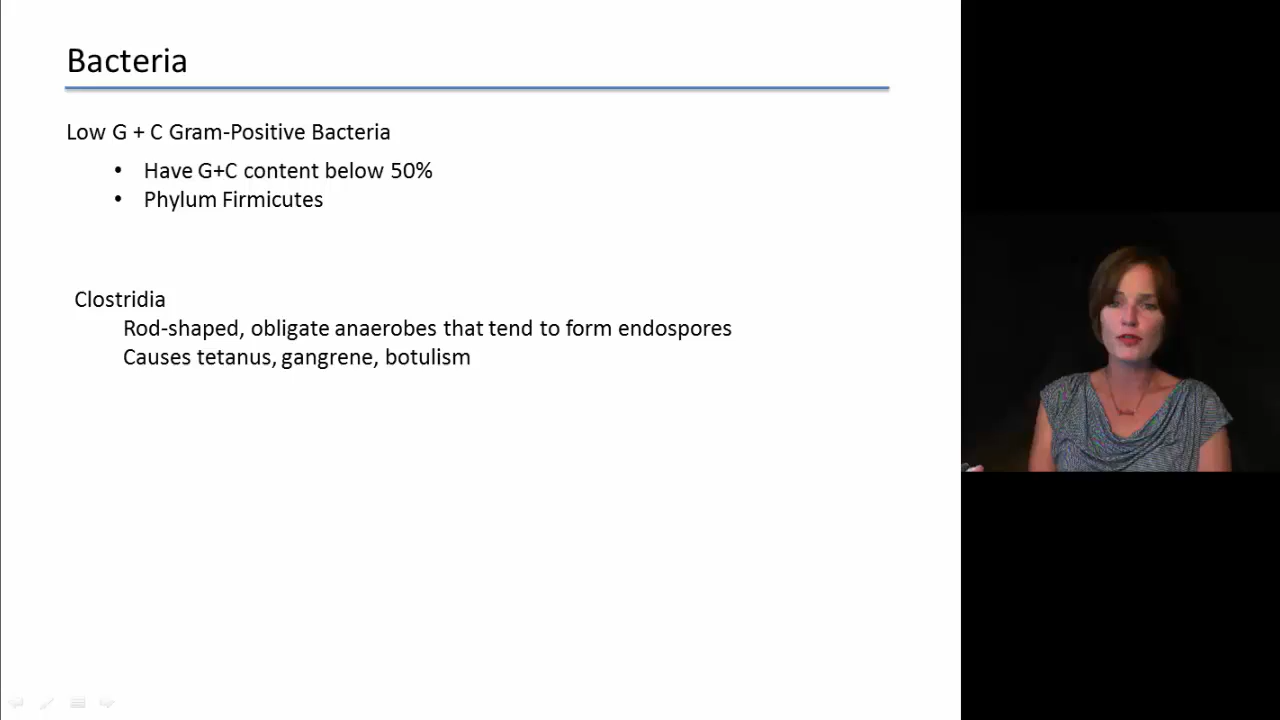 Bacteria
Low G + C Gram-Positive Bacteria
• Have G+C content below 50%
• Phylum Firmicutes
Clostridia
Rod-shaped, obligate anaerobes that tend to form endospores
Causes tetanus, gangrene, botulism